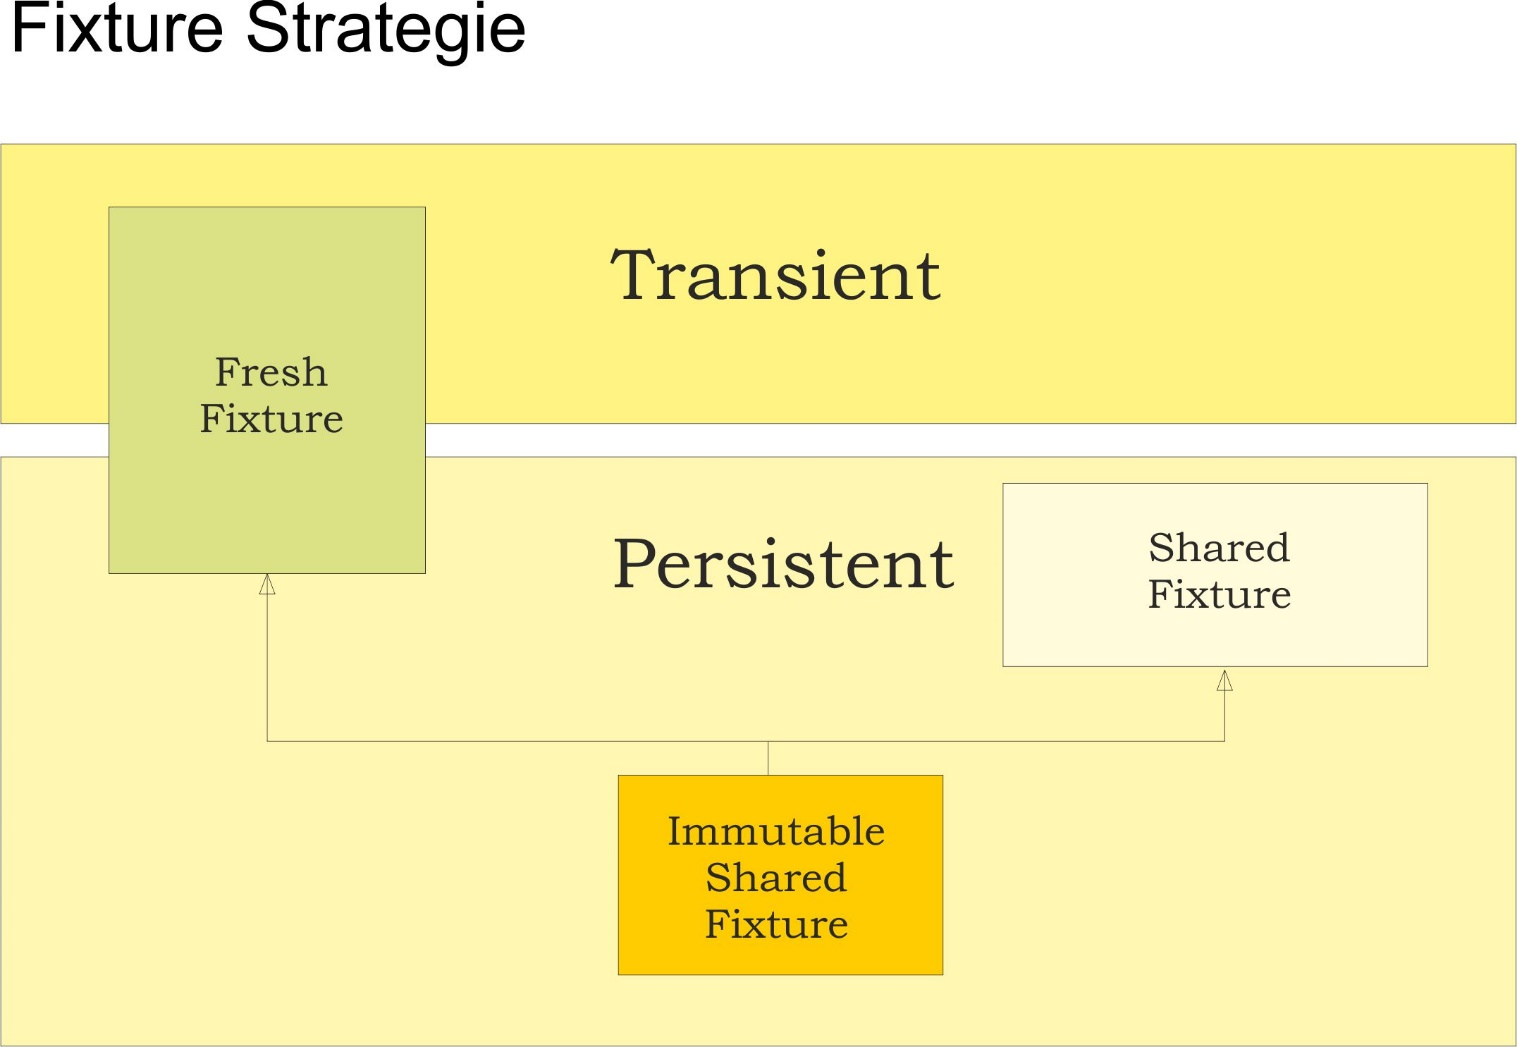 Fixture Strategie
Transient
Fresh
Fixture
Persistent
Shared
Fixture
Immutable
Shared
Fixture